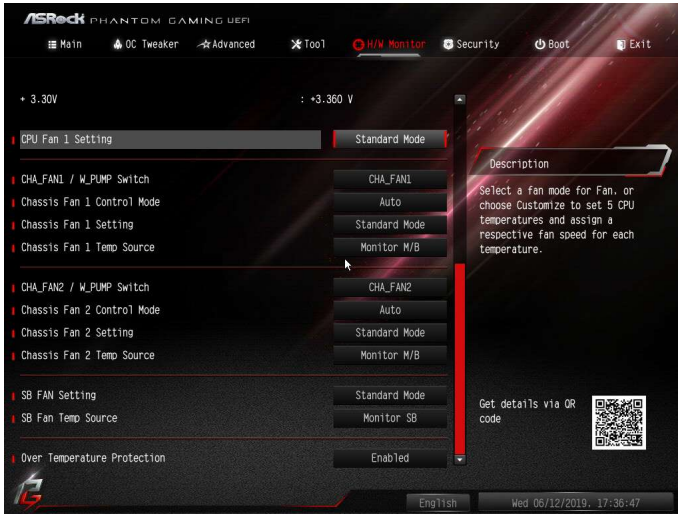 ASRock PHANTOM GAMING UEFI
Main OC Tweaker Advanced Tool H/W Monitor Security Boot Exit
+ 3.30V : +3.360 V
CPU Fan 1 Setting Standard Mode
CHA_FAN1 / W_PUMP Switch CHA_FAN1
Chassis Fan 1 Control Mode Auto
Chassis Fan 1 Setting Standard Mode
Chassis Fan 1 Temp Source Monitor M/B
CHA_FAN2 / W_PUMP Switch CHA_FAN2
Chassis Fan 2 Control Mode Auto
Chassis Fan 2 Setting Standard Mode
Chassis Fan 2 Temp Source Monitor M/B
SB FAN Setting Standard Mode
SB Fan Temp Source Monitor SB
Over Temperature Protection Enabled
Description
Select a fan mode for Fan. or
choose Customize to set 5 CPU
temperatures and assign a
respective fan speed for each
temperature.
Get details via QR
code
English Wed 06/12/2019. 17:36:47